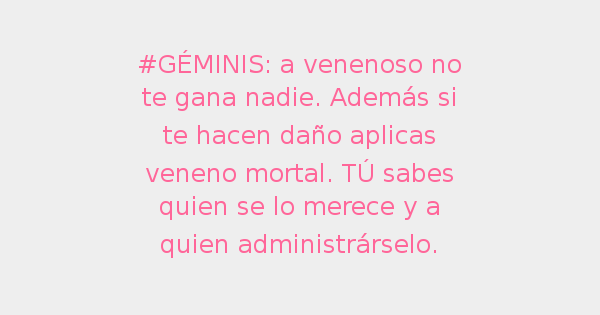 #GÉMINIS: a venenoso no
te gana nadie. Además si
te hacen daño aplicas
veneno mortal. TÚ sabes
quien se lo merece y a
quien administrárselo.